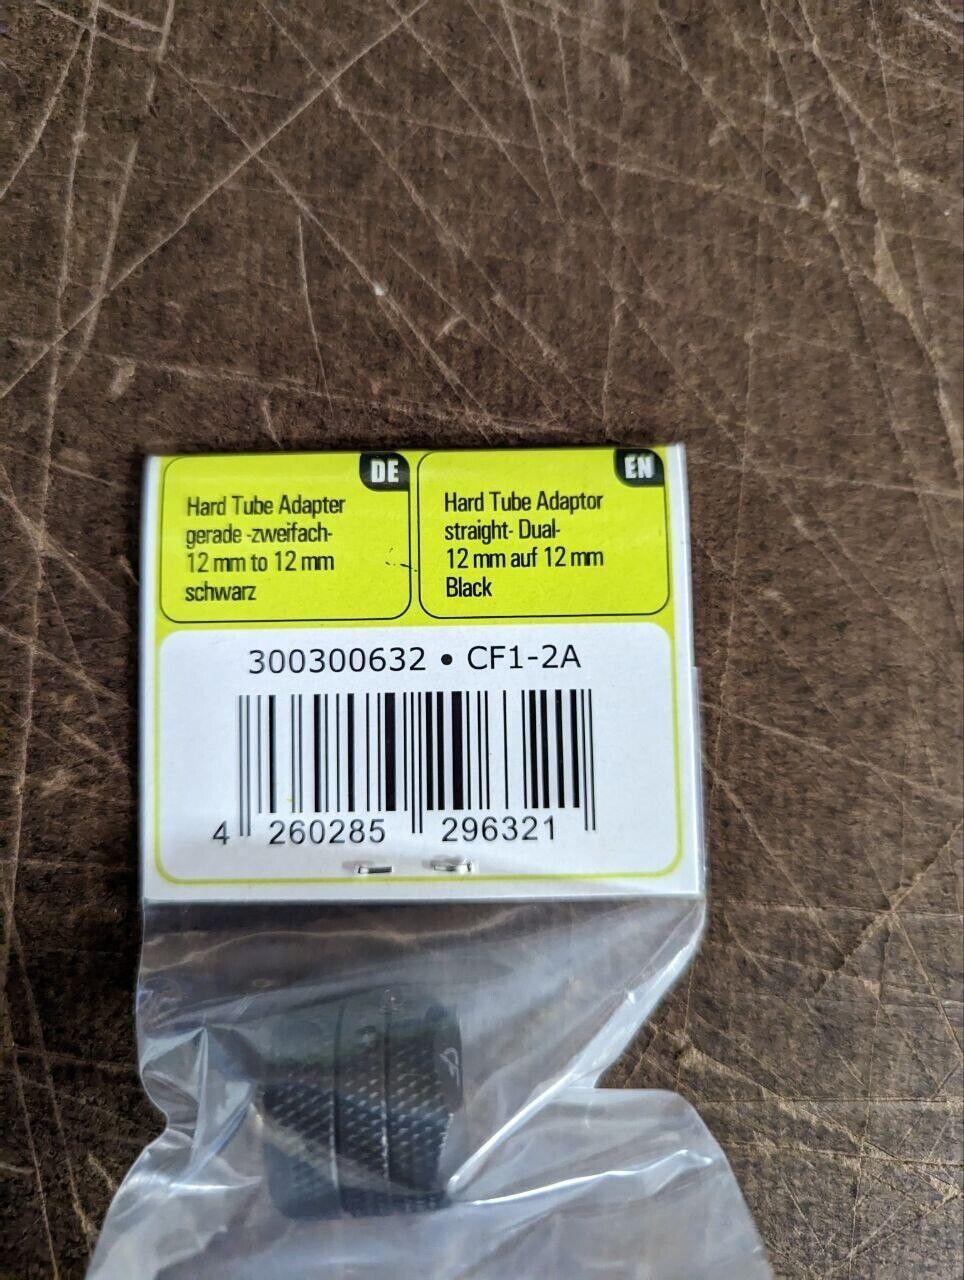 DE
Hard Tube Adapter
gerade -zweifach-
12 mm to 12 mm
schwarz
EN
Hard Tube Adaptor
straight- Dual-
12 mm auf 12 mm
Black
300300632 • CF1-2A
4 260285 296321